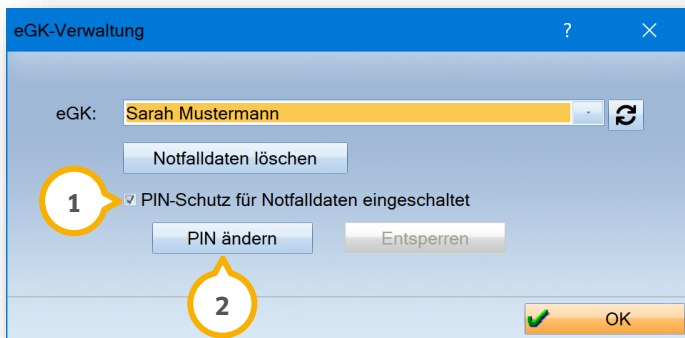 eGK-Verwaltung ?
eGK: Sarah Mustermann
Notfalldaten löschen
1 PIN-Schutz für Notfalldaten eingeschaltet
PIN ändern Entsperren
2
OK